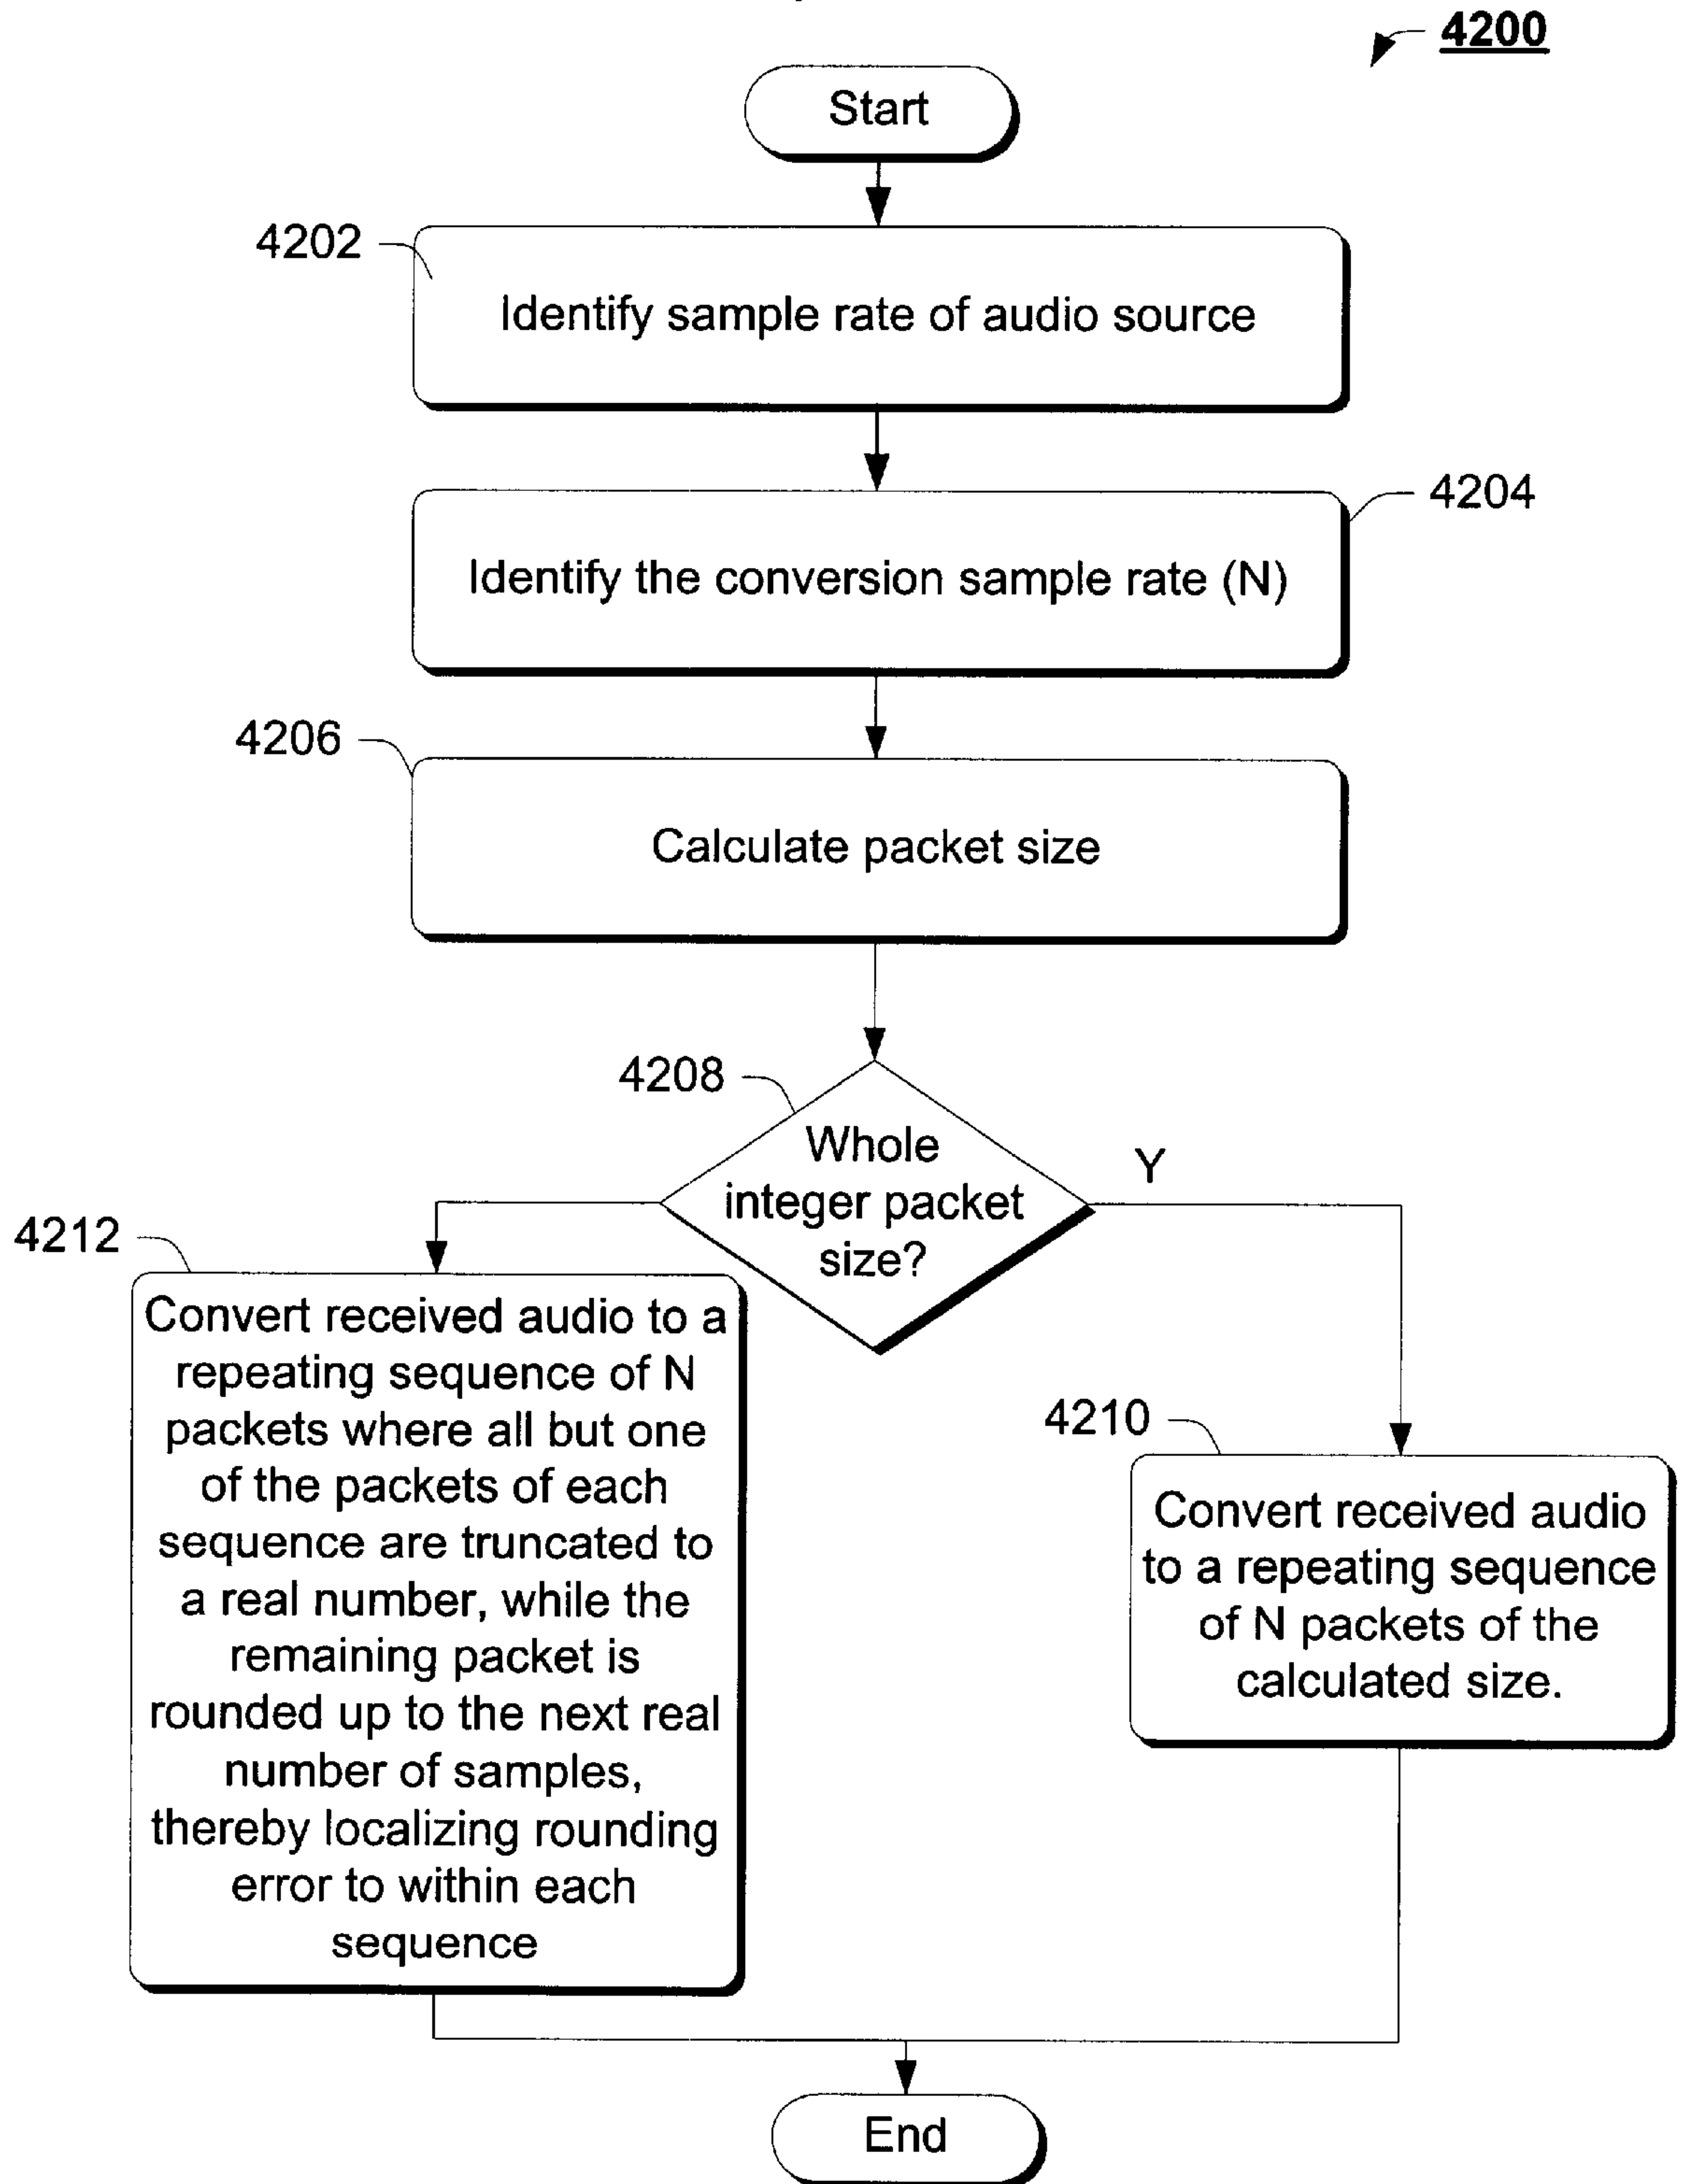 4200
Start
4202
Identify sample rate of audio source
4204
Identify the conversion sample rate (N)
4206
Calculate packet size
4208
Whole
integer packet
size?
Y
4212
Convert received audio to a
repeating sequence of N
packets where all but one
of the packets of each
sequence are truncated to
a real number, while the
remaining packet is
rounded up to the next real
number of samples,
thereby localizing rounding
error to within each
sequence
4210
Convert received audio
to a repeating sequence
of N packets of the
calculated size.
End